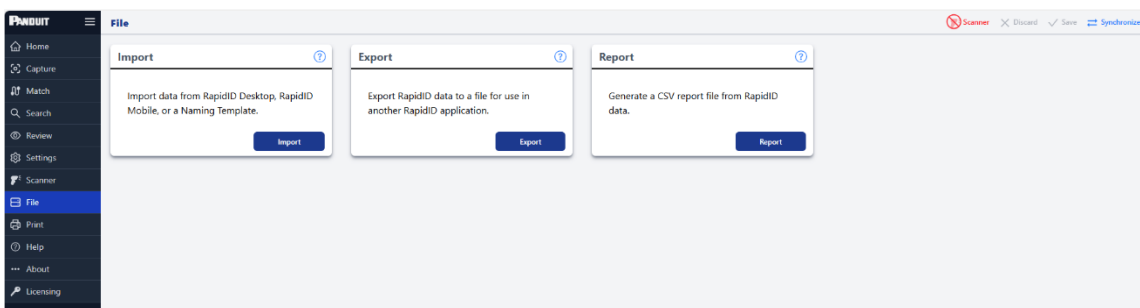 PANDUIT
File
Scanner
Discard
Save
Synchronize
Home
Capture
Match
Search
Review
Settings
Scanner
File
Print
Help
About
Licensing
Import
?
Import data from RapidID Desktop, RapidID
Mobile, or a Naming Template.
Import
Export
?
Export RapidID data to a file for use in
another RapidID application.
Export
Report
?
Generate a CSV report file from RapidID
data.
Report